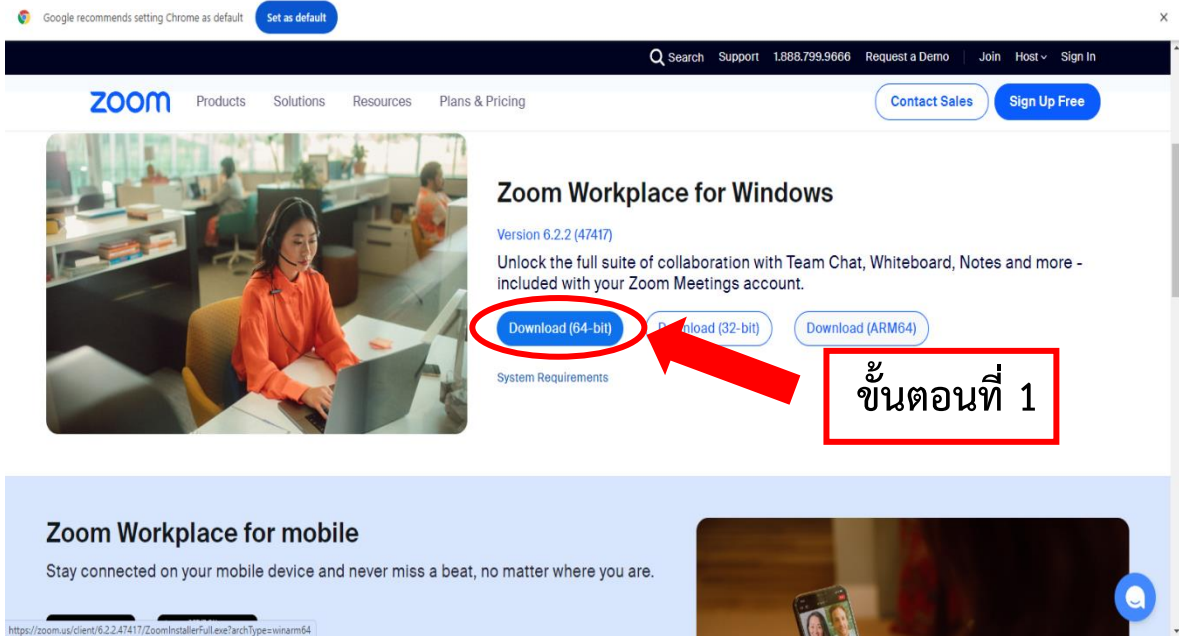 Google recommends setting Chrome as default Set as default
Search Support 1.888.799.9666 Request a Demo Join Host Sign In
zoom Products Solutions Resources Plans & Pricing Contact Sales Sign Up Free
Zoom Workplace for Windows
Version 6.2.2 (47417)
Unlock the full suite of collaboration with Team Chat, Whiteboard, Notes and more -
included with your Zoom Meetings account.
Download (64-bit) Download (32-bit) Download (ARM64)
System Requirements
ขั้นตอนที่ 1
Zoom Workplace for mobile
Stay connected on your mobile device and never miss a beat, no matter where you are.
https://zoom.us/client/6.2.2.47417/ZoomInstallerFull.exe?archType=winarm64